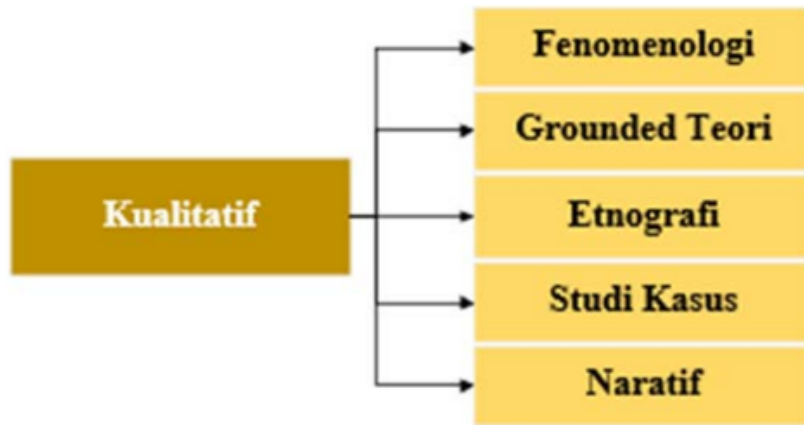 Kualitatif
Fenomenologi
Grounded Teori
Etnografi
Studi Kasus
Naratif